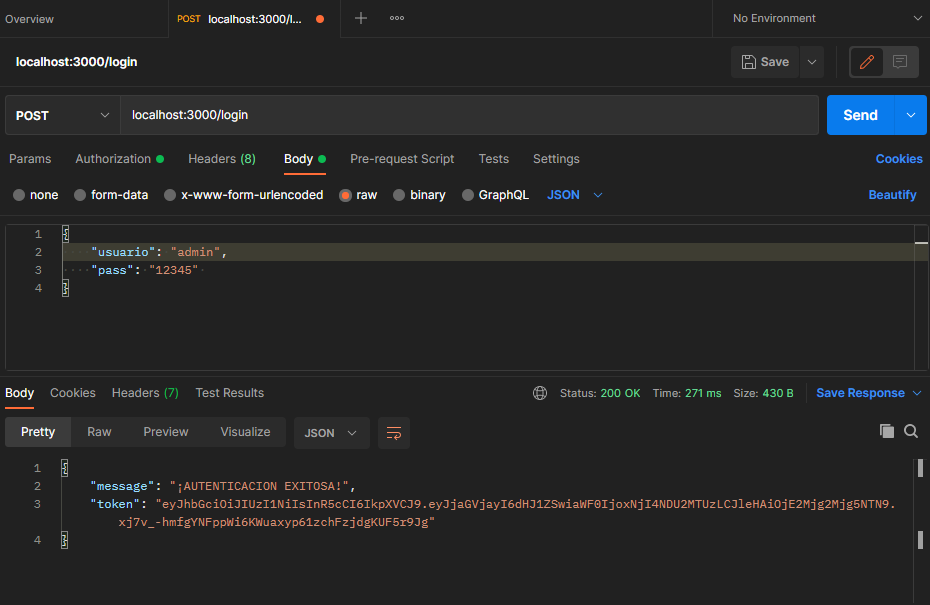 Overview
POST localhost:3000/l...
No Environment
localhost:3000/login
Save
POST
localhost:3000/login
Send
Params Authorization Headers (8) Body Pre-request Script Tests Settings Cookies
none form-data x-www-form-urlencoded raw binary GraphQL JSON Beautify
1 {
2 "usuario": "admin",
3 "pass": "12345"
4 }
Body Cookies Headers (7) Test Results Status: 200 OK Time: 271 ms Size: 430 B Save Response
Pretty Raw Preview Visualize JSON
1 {
2 "message": "¡AUTENTICACION EXITOSA!",
3 "token": "eyJhbGciOiJIUzI1NiIsInR5cCI6IkpXVCJ9.eyJjaGVjayI6dHJ1ZSwiaWF0IjoxNjI4NDU2MTUzLCJleHAiOjE2Mjg2Mjg5NTN9.
xj7v_-hmfgYNFppWi6KWuaxyp61zchFzjdgKUF5r9Jg"
4 }